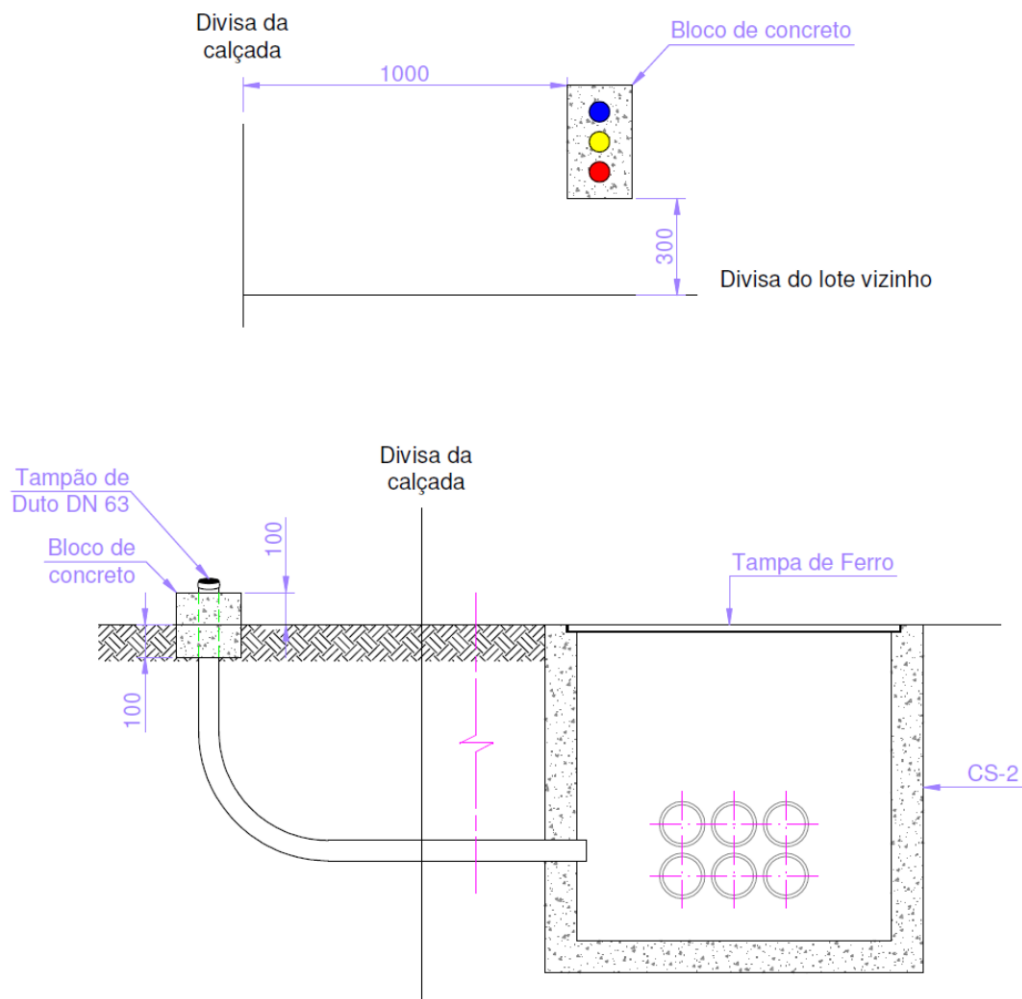 Divisa da
calçada
Bloco de concreto
1000
300
Divisa do lote vizinho
Divisa da
calçada
Tampão de
Duto DN 63
100
Bloco de
concreto
Tampa de Ferro
100
CS-2